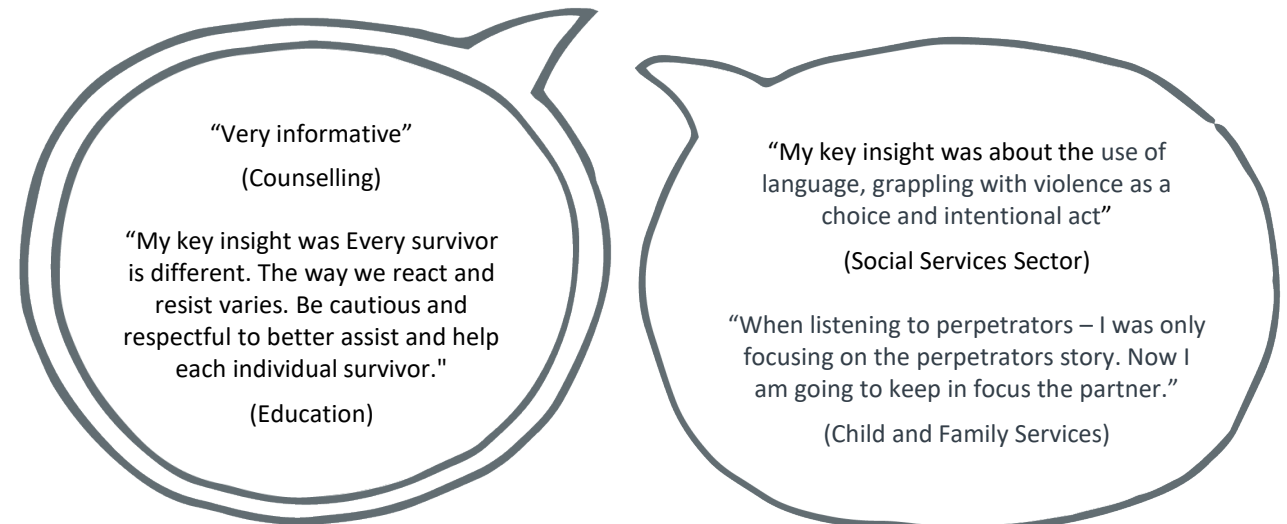 “Very informative”
(Counselling)
“My key insight was Every survivor
is different. The way we react and
resist varies. Be cautious and
respectful to better assist and help
each individual survivor."
(Education)
“My key insight was about the use of
language, grappling with violence as a
choice and intentional act”
(Social Services Sector)
“When listening to perpetrators – I was only
focusing on the perpetrators story. Now I
am going to keep in focus the partner.”
(Child and Family Services)